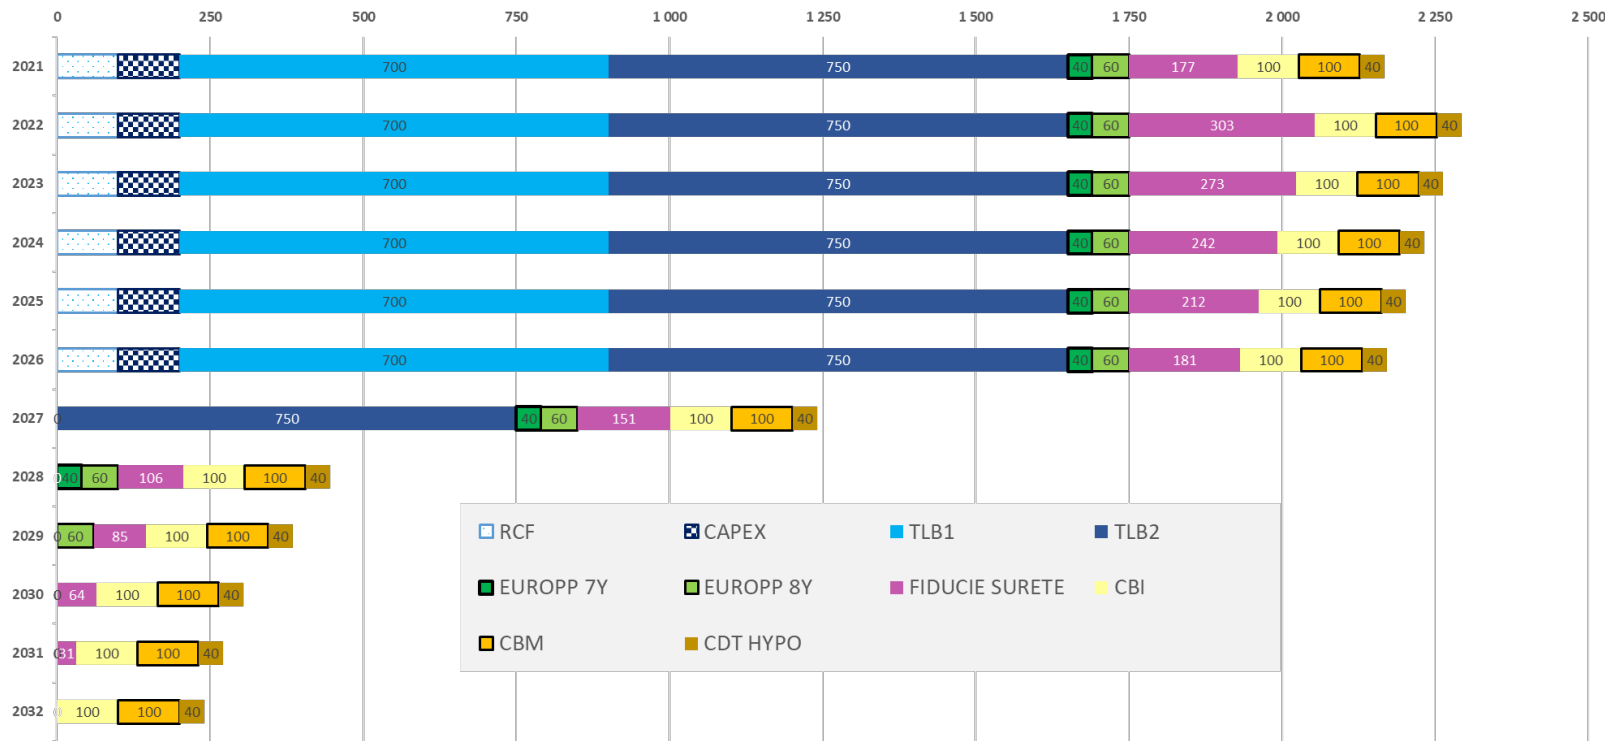 0 250 500 750 1 000 1 250 1 500 1 750 2 000 2 250 2 500
2021 700 750 40 60 177 100 100 40
2022 700 750 40 60 303 100 100 40
2023 700 750 40 60 273 100 100 40
2024 700 750 40 60 242 100 100 40
2025 700 750 40 60 212 100 100 40
2026 700 750 40 60 181 100 100 40
2027 0 750 40 60 151 100 100 40
2028 0 40 60 106 100 100 40
2029 0 60 85 100 100 40
RCF CAPEX TLB1 TLB2
EUROPP 7Y EUROPP 8Y FIDUCIE SURETE CBI
2030 0 64 100 100 40
CBM CDT HYPO
2031 0 31 100 100 40
2032 0 100 100 40